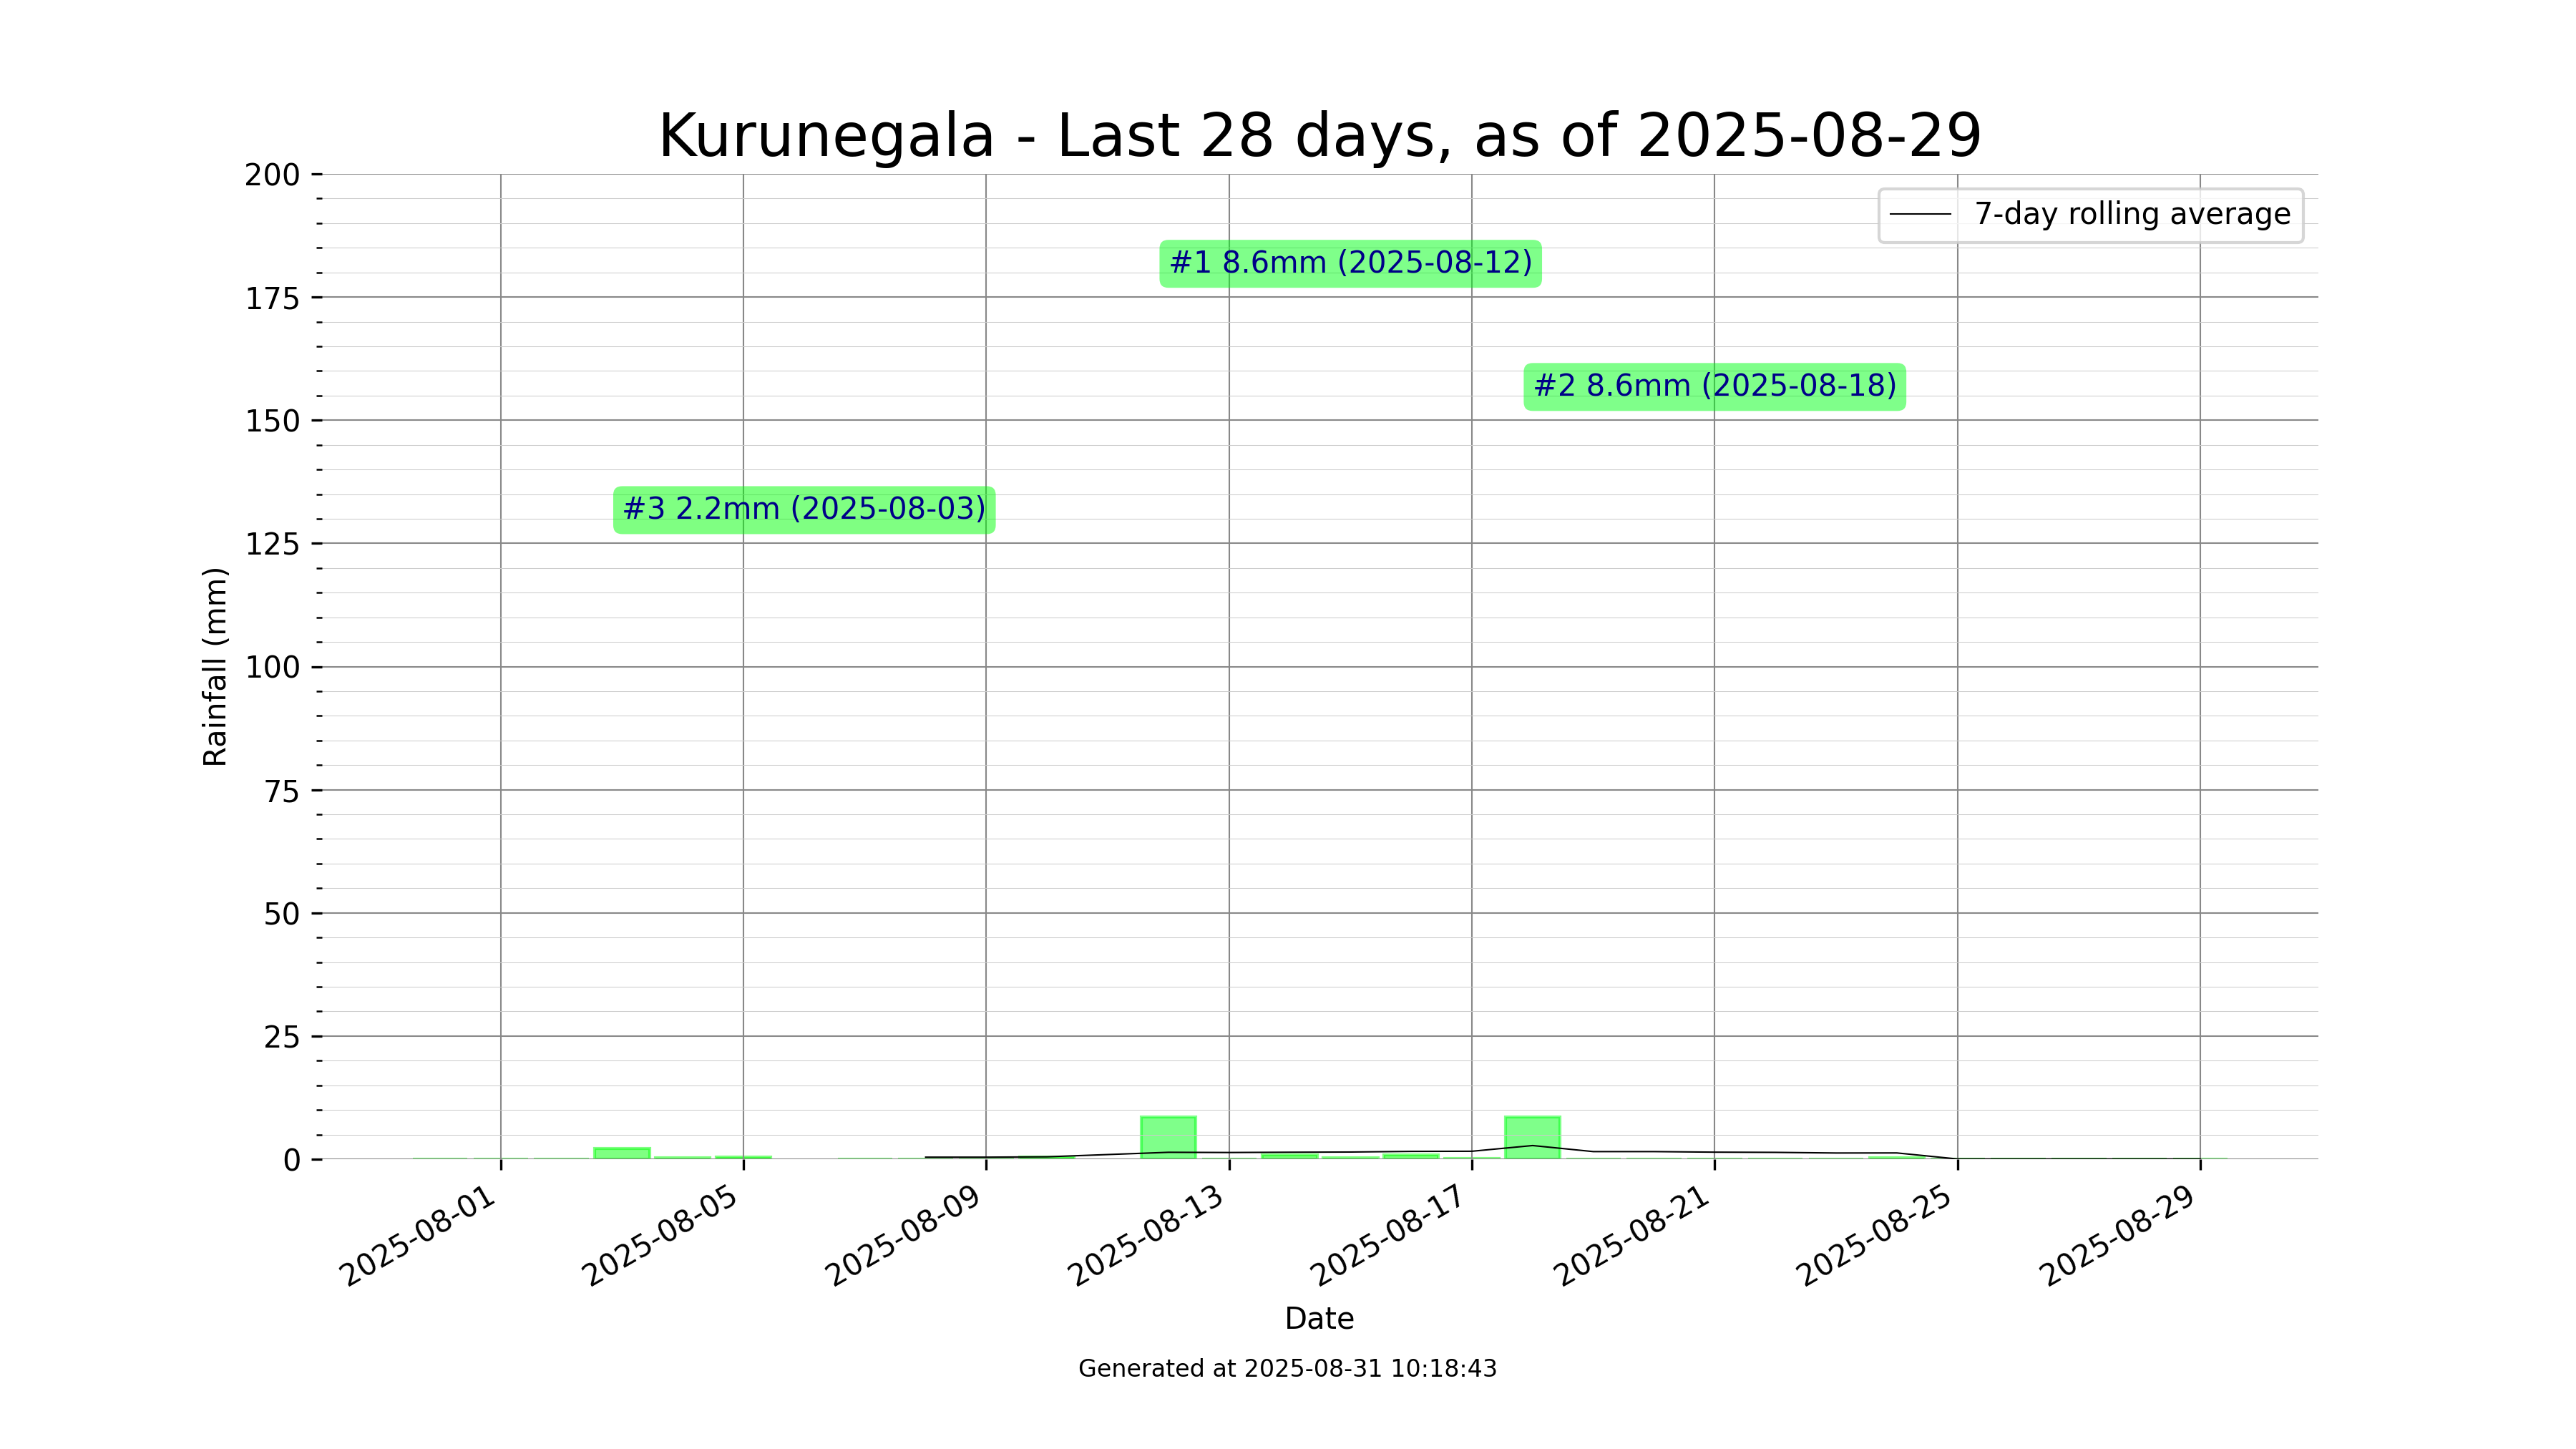 Kurunegala - Last 28 days, as of 2025-08-29
7-day rolling average
#1 8.6mm (2025-08-12)
#2 8.6mm (2025-08-18)
#3 2.2mm (2025-08-03)
Rainfall (mm)
200
175
150
125
100
75
50
25
0
2025-08-01
2025-08-05
2025-08-09
2025-08-13
2025-08-17
2025-08-21
2025-08-25
2025-08-29
Date
Generated at 2025-08-31 10:18:43